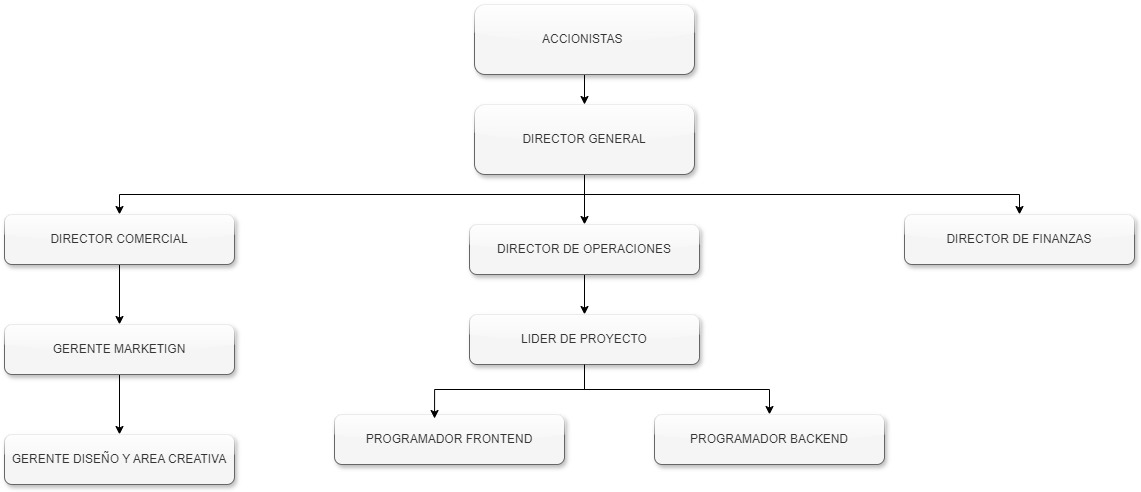 ACCIONISTAS
DIRECTOR GENERAL
DIRECTOR COMERCIAL
DIRECTOR DE OPERACIONES
DIRECTOR DE FINANZAS
GERENTE MARKETIGN
LIDER DE PROYECTO
GERENTE DISEÑO Y AREA CREATIVA
PROGRAMADOR FRONTEND
PROGRAMADOR BACKEND